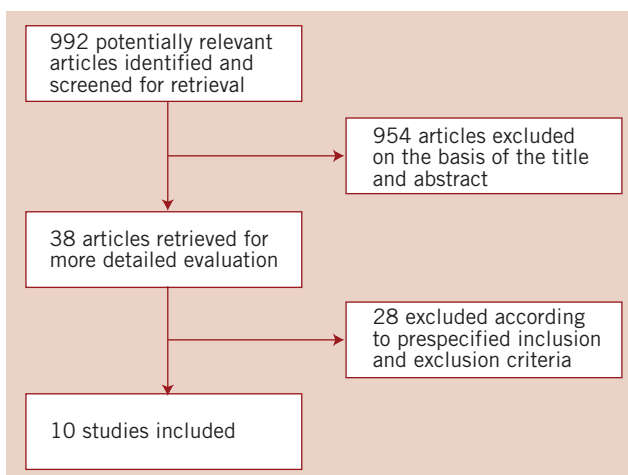 992 potentially relevant
articles identified and
screened for retrieval
954 articles excluded
on the basis of the title
and abstract
38 articles retrieved for
more detailed evaluation
28 excluded according
to prespecified inclusion
and exclusion criteria
10 studies included